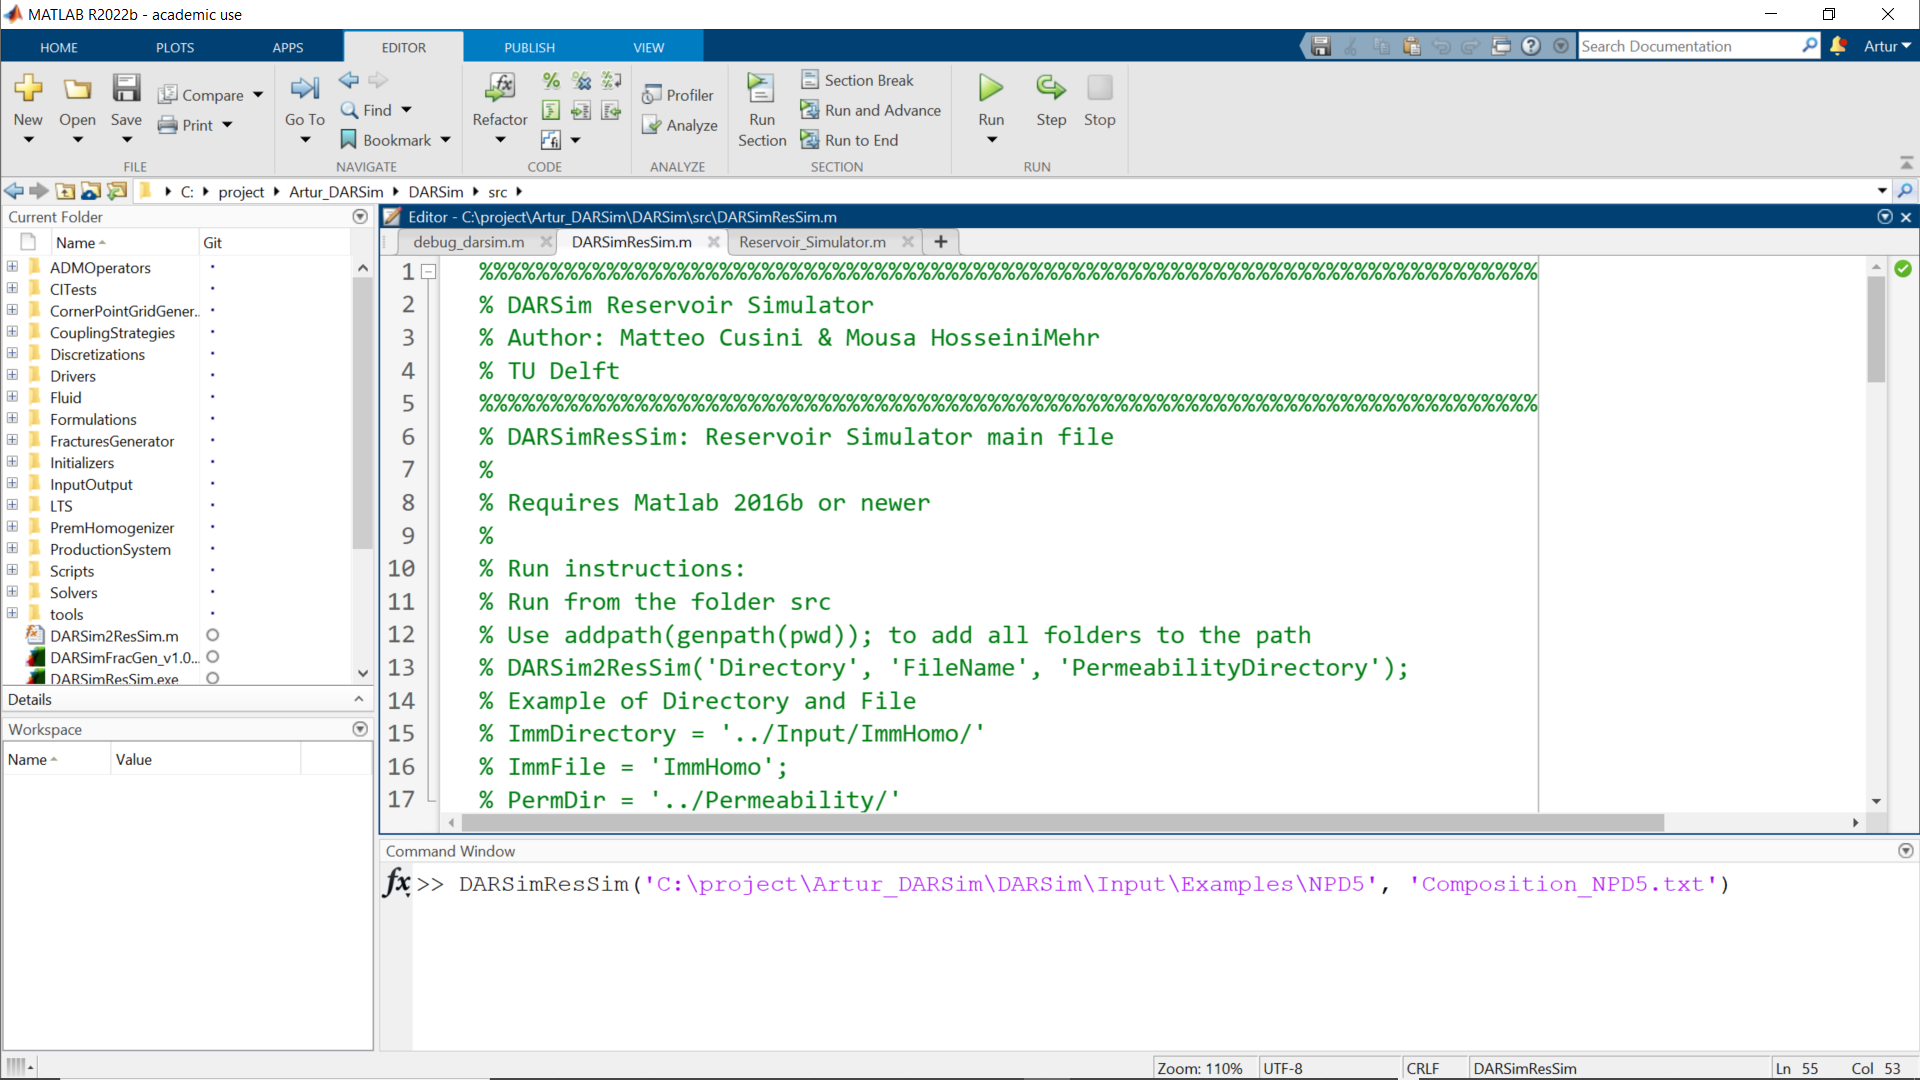 MATLAB R2022b - academic use
HOME PLOTS APPS EDITOR PUBLISH VIEW
Search Documentation
Artur
New
Open
Save
Compare
Print
FILE
Go To
Find
Bookmark
NAVIGATE
Refactor
CODE
Profiler
Analyze
ANALYZE
Run
Section
Section Break
Run and Advance
Run to End
SECTION
Run
Step
Stop
RUN
C: project Artur_DARSim DARSim src
Current Folder
Name Git
ADMOperators
CITests
CornerPointGridGener...
CouplingStrategies
Discretizations
Drivers
Fluid
Formulations
FracturesGenerator
Initializers
InputOutput
LTS
PremHomogenizer
ProductionSystem
Scripts
Solvers
tools
DARSim2ResSim.m
DARSimFracGen_v1.0...
DARSimResSim.exe
Details
Workspace
Name Value
Editor - C:\project\Artur_DARSim\DARSim\src\DARSimResSim.m
debug_darsim.m DARSimResSim.m Reservoir_Simulator.m
1 %%%%%%%%%%%%%%%%%%%%%%%%%%%%%%%%%%%%%%%%%%%%%%%%%%%%%%%%%%%%%%%%%%%%%%%%%%%
2 % DARSim Reservoir Simulator
3 % Author: Matteo Cusini & Mousa HosseiniMehr
4 % TU Delft
5 %%%%%%%%%%%%%%%%%%%%%%%%%%%%%%%%%%%%%%%%%%%%%%%%%%%%%%%%%%%%%%%%%%%%%%%%%%%
6 % DARSimResSim: Reservoir Simulator main file
7 %
8 % Requires Matlab 2016b or newer
9 %
10 % Run instructions:
11 % Run from the folder src
12 % Use addpath(genpath(pwd)); to add all folders to the path
13 % DARSim2ResSim('Directory', 'FileName', 'PermeabilityDirectory');
14 % Example of Directory and File
15 % ImmDirectory = '../Input/ImmHomo/'
16 % ImmFile = 'ImmHomo';
17 % PermDir = '../Permeability/'
Command Window
fx >> DARSimResSim('C:\project\Artur_DARSim\DARSim\Input\Examples\NPD5', 'Composition_NPD5.txt')
Zoom: 110% UTF-8 CRLF DARSimResSim Ln 55 Col 53